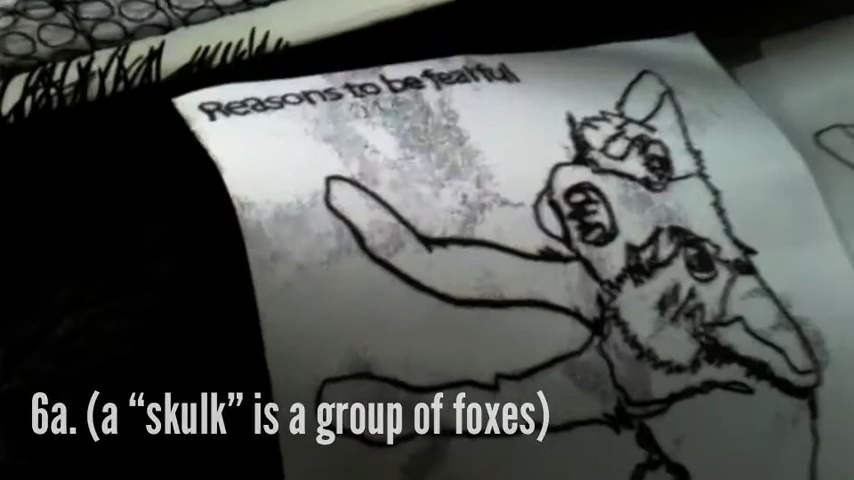 Reasons to be fearful
6a. (a “skulk” is a group of foxes)